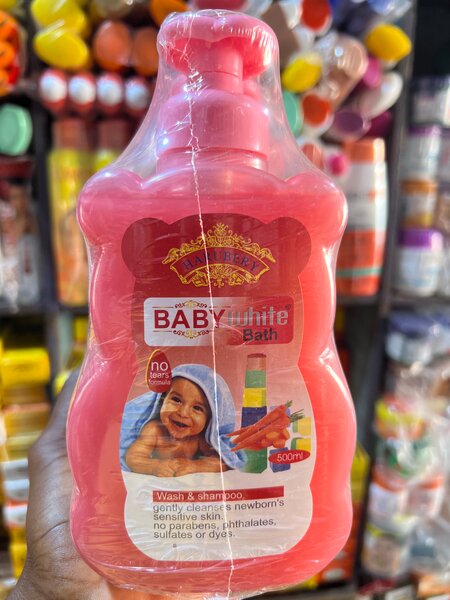 HARUBERY
BABY white®
Bath
no
tears
formula
500ml
Wash & shampoo
gently cleanses newborn's
sensitive skin.
no parabens, phthalates,
sulfates or dyes.